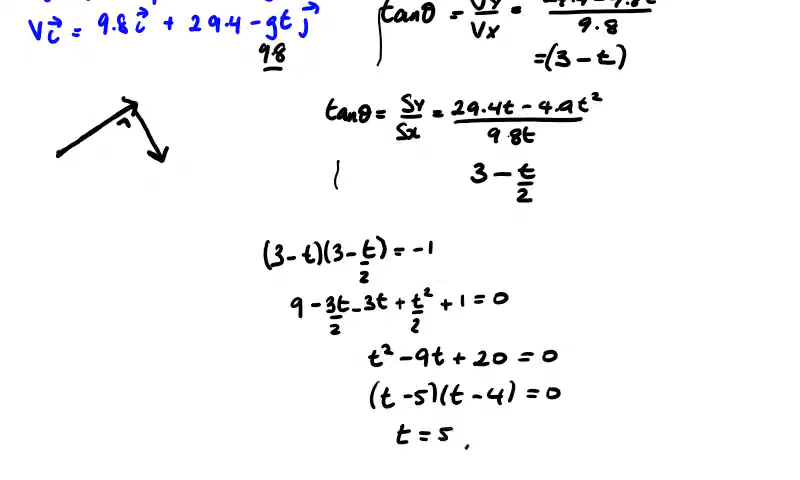 Vi = 9.8i + 29.4 - gt j
9.8
tanθ = Vy/Vx =
9.8
= (3 - t)
tanθ = Sy/Sx = 29.4t - 4.9t²/9.8t
3 - t/2
(3 - t)(3 - t/2) = -1
9 - 3t/2 - 3t + t²/2 + 1 = 0
t² - 9t + 20 = 0
(t - 5)(t - 4) = 0
t = 5,